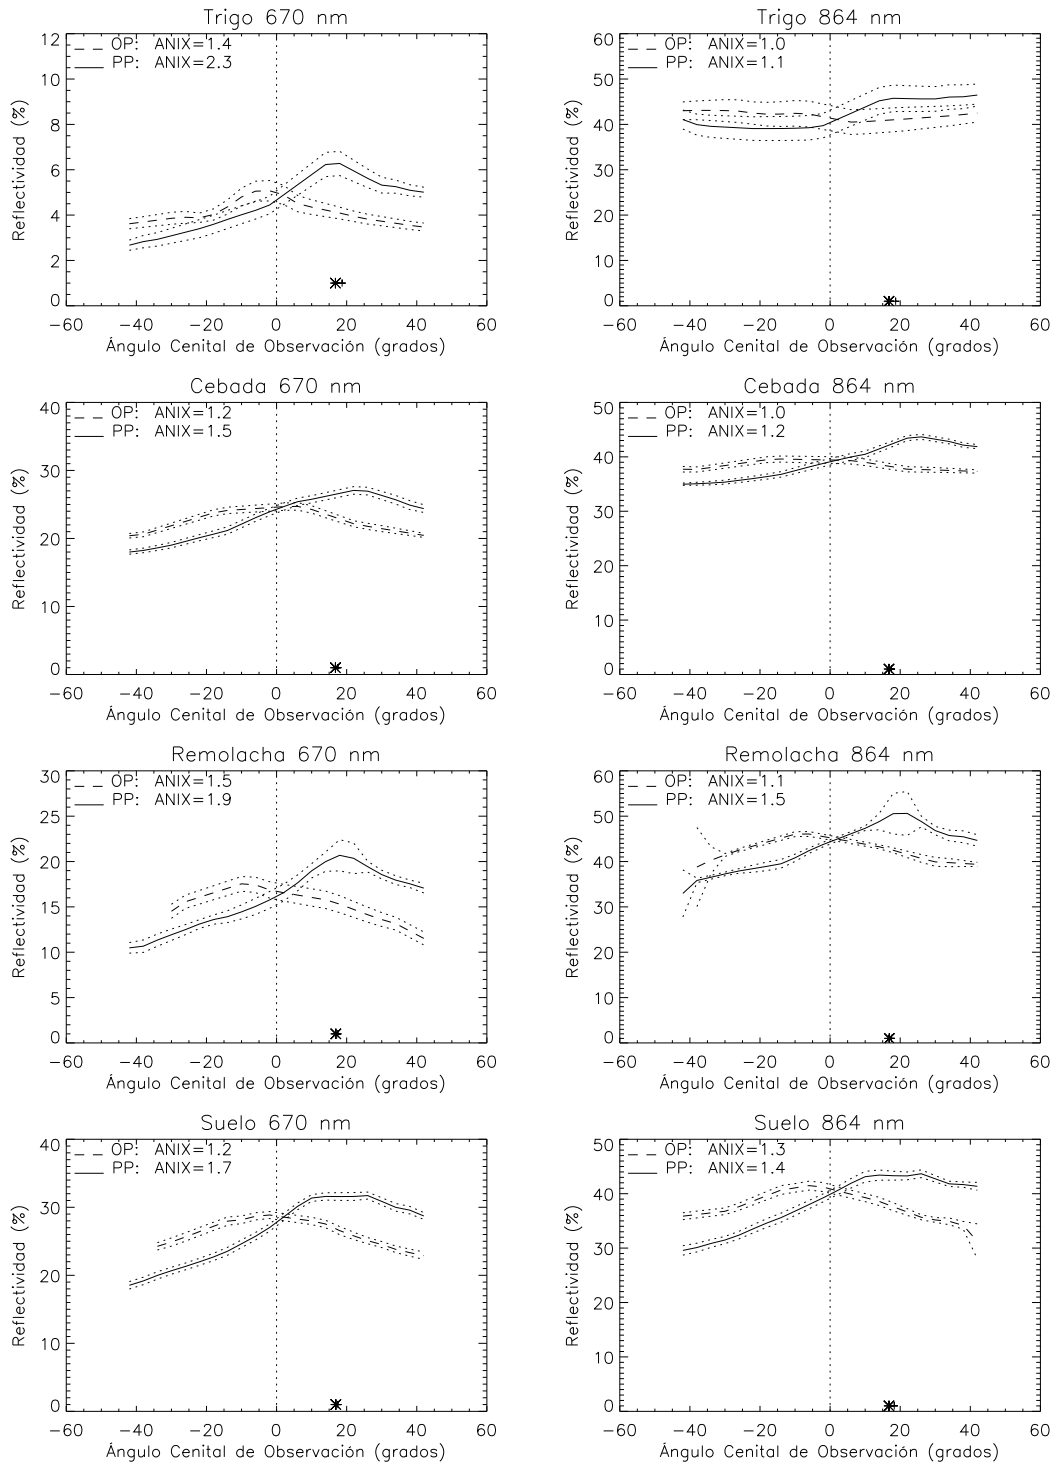 Trigo 670 nm
OP: ANIX=1.4
PP: ANIX=2.3
12
10
8
6
4
2
0
Reflectividad (%)
−60 −40 −20 0 20 40 60
Ángulo Cenital de Observación (grados)
Trigo 864 nm
OP: ANIX=1.0
PP: ANIX=1.1
60
50
40
30
20
10
0
Reflectividad (%)
−60 −40 −20 0 20 40 60
Ángulo Cenital de Observación (grados)
Cebada 670 nm
OP: ANIX=1.2
PP: ANIX=1.5
40
30
20
10
0
Reflectividad (%)
−60 −40 −20 0 20 40 60
Ángulo Cenital de Observación (grados)
Cebada 864 nm
OP: ANIX=1.0
PP: ANIX=1.2
50
40
30
20
10
0
Reflectividad (%)
−60 −40 −20 0 20 40 60
Ángulo Cenital de Observación (grados)
Remolacha 670 nm
OP: ANIX=1.5
PP: ANIX=1.9
30
25
20
15
10
5
0
Reflectividad (%)
−60 −40 −20 0 20 40 60
Ángulo Cenital de Observación (grados)
Remolacha 864 nm
OP: ANIX=1.1
PP: ANIX=1.5
60
50
40
30
20
10
0
Reflectividad (%)
−60 −40 −20 0 20 40 60
Ángulo Cenital de Observación (grados)
Suelo 670 nm
OP: ANIX=1.2
PP: ANIX=1.7
40
30
20
10
0
Reflectividad (%)
−60 −40 −20 0 20 40 60
Ángulo Cenital de Observación (grados)
Suelo 864 nm
OP: ANIX=1.3
PP: ANIX=1.4
50
40
30
20
10
0
Reflectividad (%)
−60 −40 −20 0 20 40 60
Ángulo Cenital de Observación (grados)